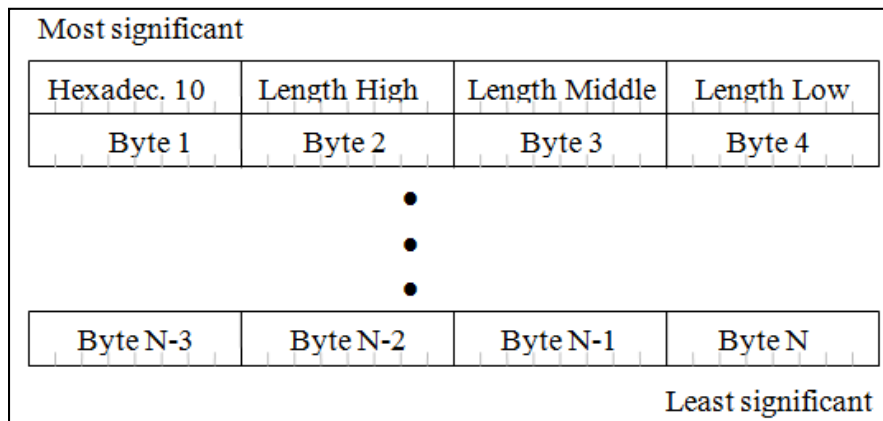 Most significant
Hexadec. 10 Length High Length Middle Length Low
Byte 1 Byte 2 Byte 3 Byte 4
Byte N-3 Byte N-2 Byte N-1 Byte N
Least significant